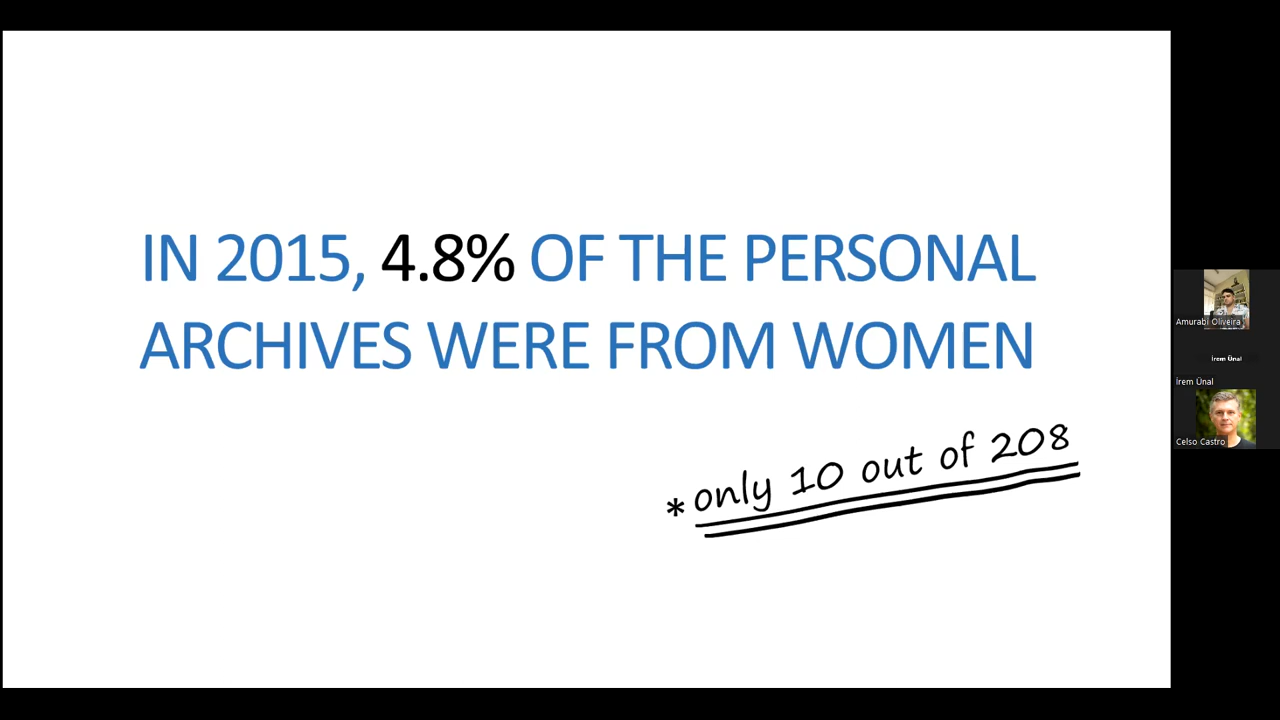 IN 2015, 4.8% OF THE PERSONAL
ARCHIVES WERE FROM WOMEN
*only 10 out of 208
Amurabi Oliveira
İrem Ünal
İrem Ünal
Celso Castro